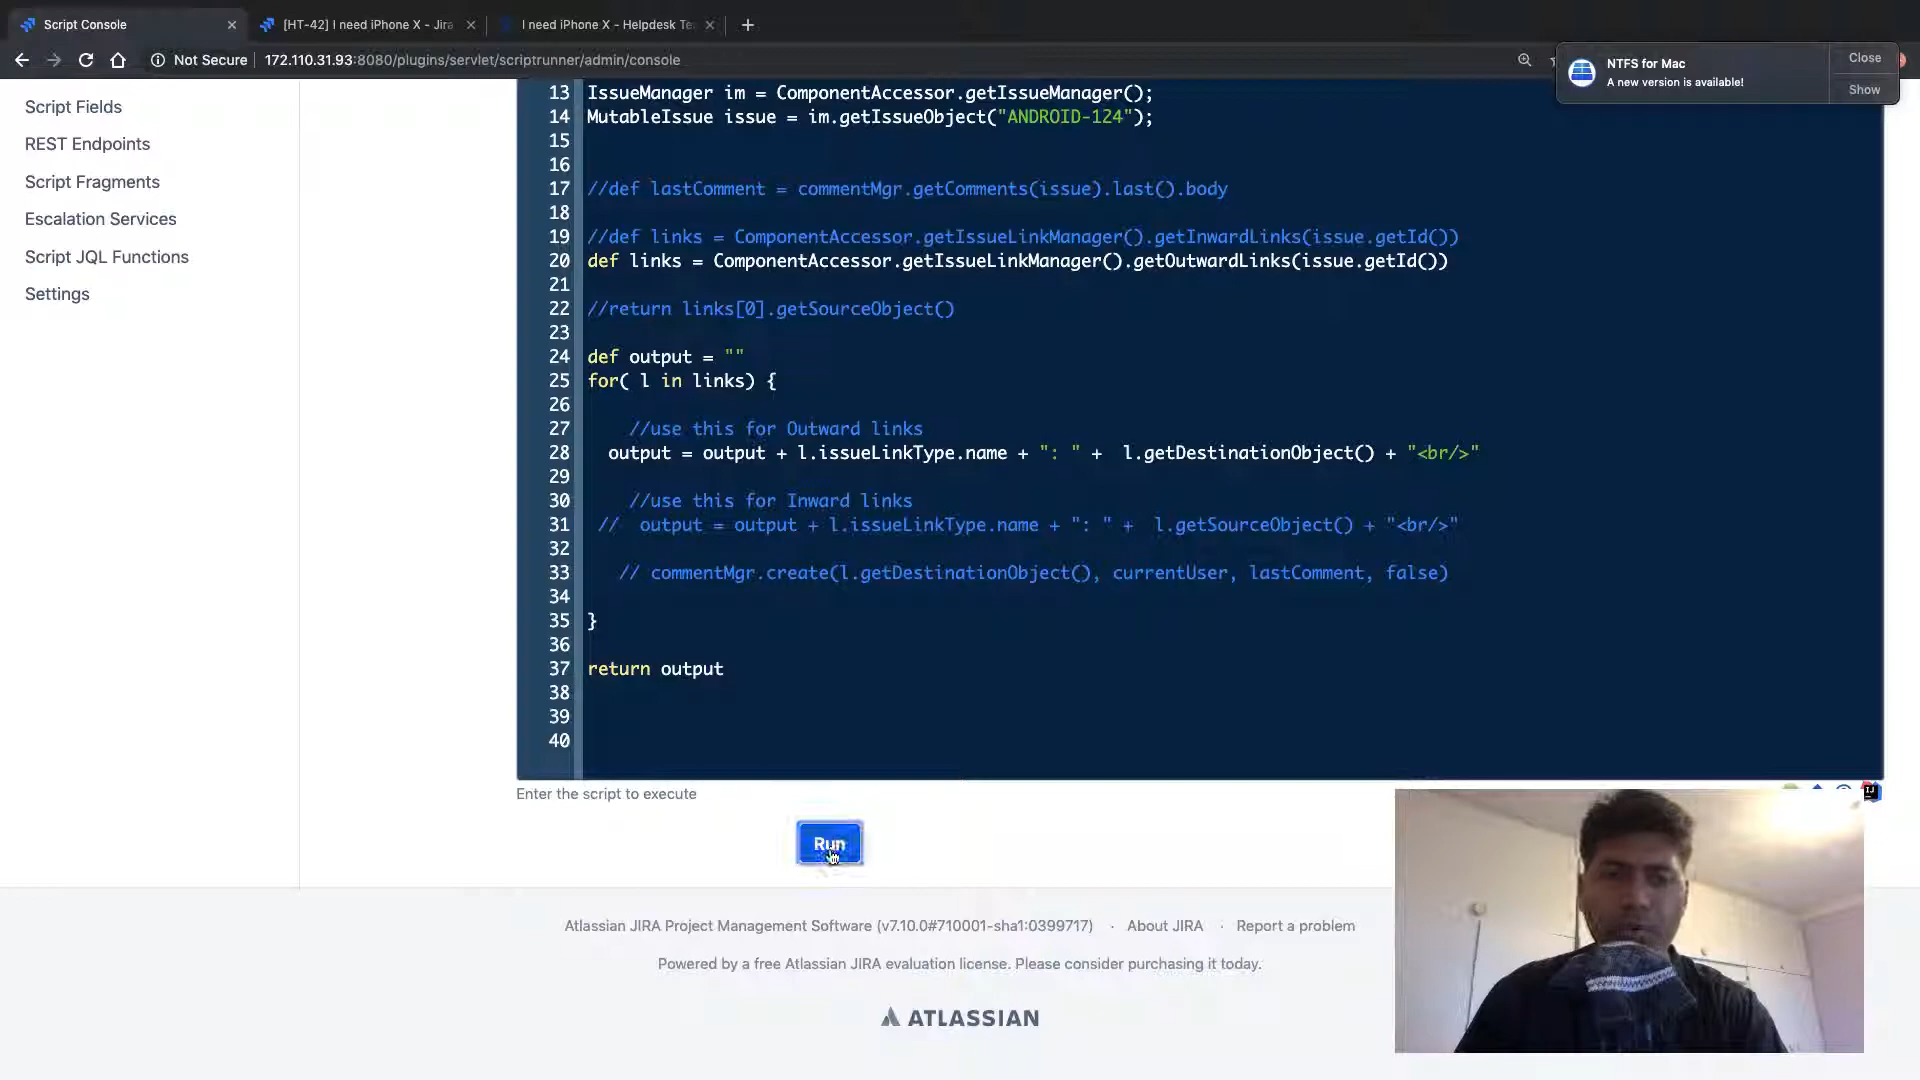 Script Console
[HT-42] I need iPhone X - Jira
I need iPhone X - Helpdesk Te
Not Secure
172.110.31.93:8080/plugins/servlet/scriptrunner/admin/console
NTFS for Mac
A new version is available!
Close
Show
Script Fields
REST Endpoints
Script Fragments
Escalation Services
Script JQL Functions
Settings
13 IssueManager im = ComponentAccessor.getIssueManager();
14 MutableIssue issue = im.getIssueObject("ANDROID-124");
15
16
17 //def lastComment = commentMgr.getComments(issue).last().body
18
19 //def links = ComponentAccessor.getIssueLinkManager().getInwardLinks(issue.getId())
20 def links = ComponentAccessor.getIssueLinkManager().getOutwardLinks(issue.getId())
21
22 //return links[0].getSourceObject()
23
24 def output = ""
25 for( l in links) {
26
27 //use this for Outward links
28 output = output + l.issueLinkType.name + ": " + l.getDestinationObject() + "<br/>"
29
30 //use this for Inward links
31 // output = output + l.issueLinkType.name + ": " + l.getSourceObject() + "<br/>"
32
33 // commentMgr.create(l.getDestinationObject(), currentUser, lastComment, false)
34
35 }
36
37 return output
38
39
40
Enter the script to execute
Run
Atlassian JIRA Project Management Software (v7.10.0#710001-sha1:0399717) · About JIRA · Report a problem
Powered by a free Atlassian JIRA evaluation license. Please consider purchasing it today.
ATLASSIAN